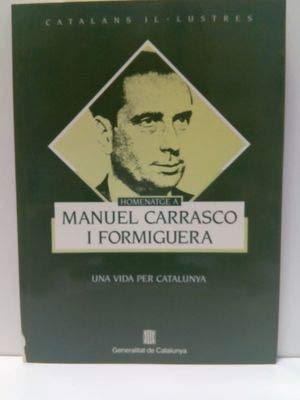 CATALANS IL·LUSTRES
HOMENATGE A
MANUEL CARRASCO
I FORMIGUERA
UNA VIDA PER CATALUNYA
Generalitat de Catalunya